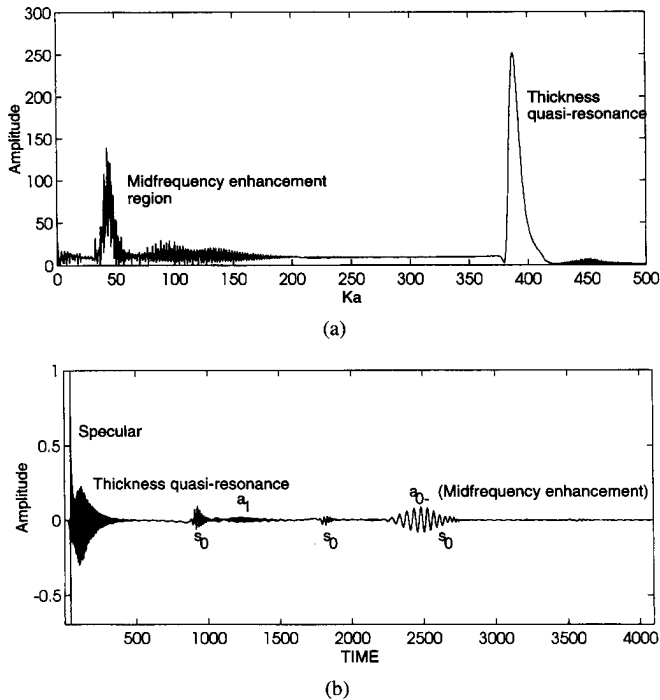 300
250
200
150
100
50
0
Amplitude
Thickness
quasi-resonance
Midfrequency enhancement
region
0 50 100 150 200 250 300 350 400 450 500
Ka
(a)
1
0.5
0
-0.5
Amplitude
Specular
Thickness quasi-resonance
a1
a0- (Midfrequency enhancement)
s0 s0 s0
500 1000 1500 2000 2500 3000 3500 4000
TIME
(b)